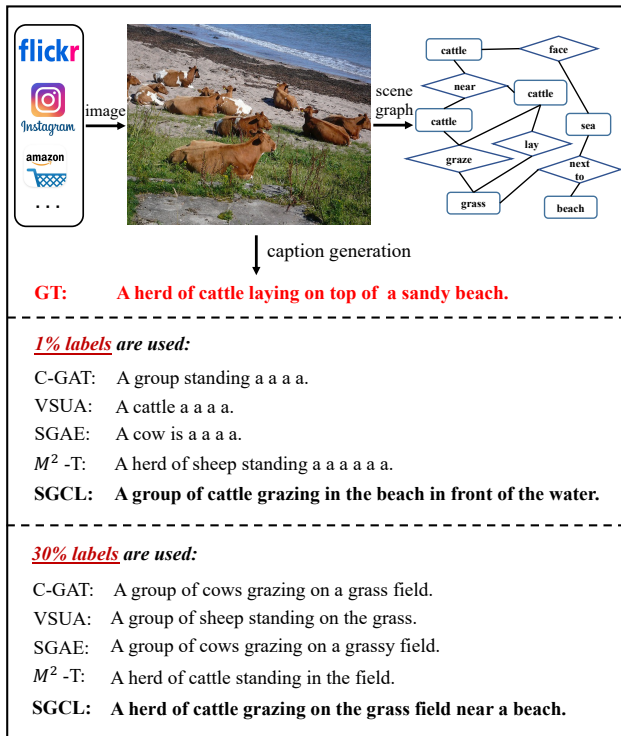 flickr
Instagram
amazon
. . .
image
scene
graph
cattle
face
near
cattle
cattle
sea
graze
lay
next
to
grass
beach
caption generation
GT: A herd of cattle laying on top of a sandy beach.
1% labels are used:
C-GAT: A group standing a a a a.
VSUA: A cattle a a a a.
SGAE: A cow is a a a a.
M² -T: A herd of sheep standing a a a a a a.
SGCL: A group of cattle grazing in the beach in front of the water.
30% labels are used:
C-GAT: A group of cows grazing on a grass field.
VSUA: A group of sheep standing on the grass.
SGAE: A group of cows grazing on a grassy field.
M² -T: A herd of cattle standing in the field.
SGCL: A herd of cattle grazing on the grass field near a beach.